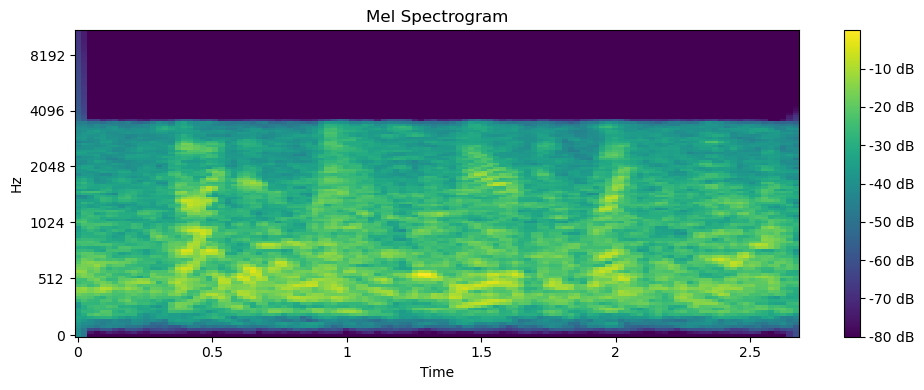 Mel Spectrogram
8192
4096
2048
1024
512
0
Hz
0
0.5
1
1.5
2
2.5
Time
-10 dB
-20 dB
-30 dB
-40 dB
-50 dB
-60 dB
-70 dB
-80 dB